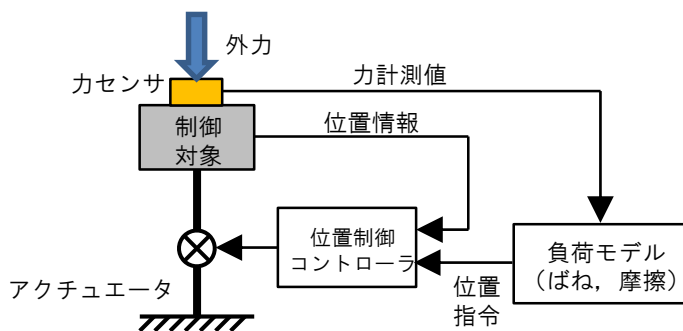 外力
力センサ
力計測値
制御
対象
位置情報
位置制御
コントローラ
負荷モデル
（ばね，摩擦）
アクチュエータ
位置
指令